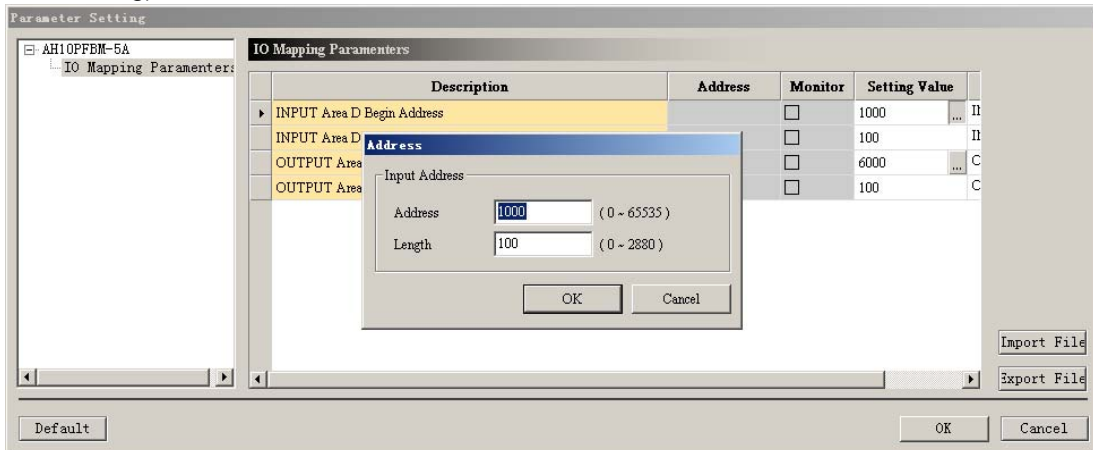 Parameter Setting
AH10PFBM-5A
IO Mapping Paramenters
IO Mapping Paramenters
Description Address Monitor Setting Value
INPUT Area D Begin Address 1000 ...
INPUT Area D 100
OUTPUT Area 6000 ...
OUTPUT Area 100
Address
Input Address
Address 1000 ( 0 ~ 65535 )
Length 100 ( 0 ~ 2880 )
OK Cancel
Import File
Export File
Default OK Cancel